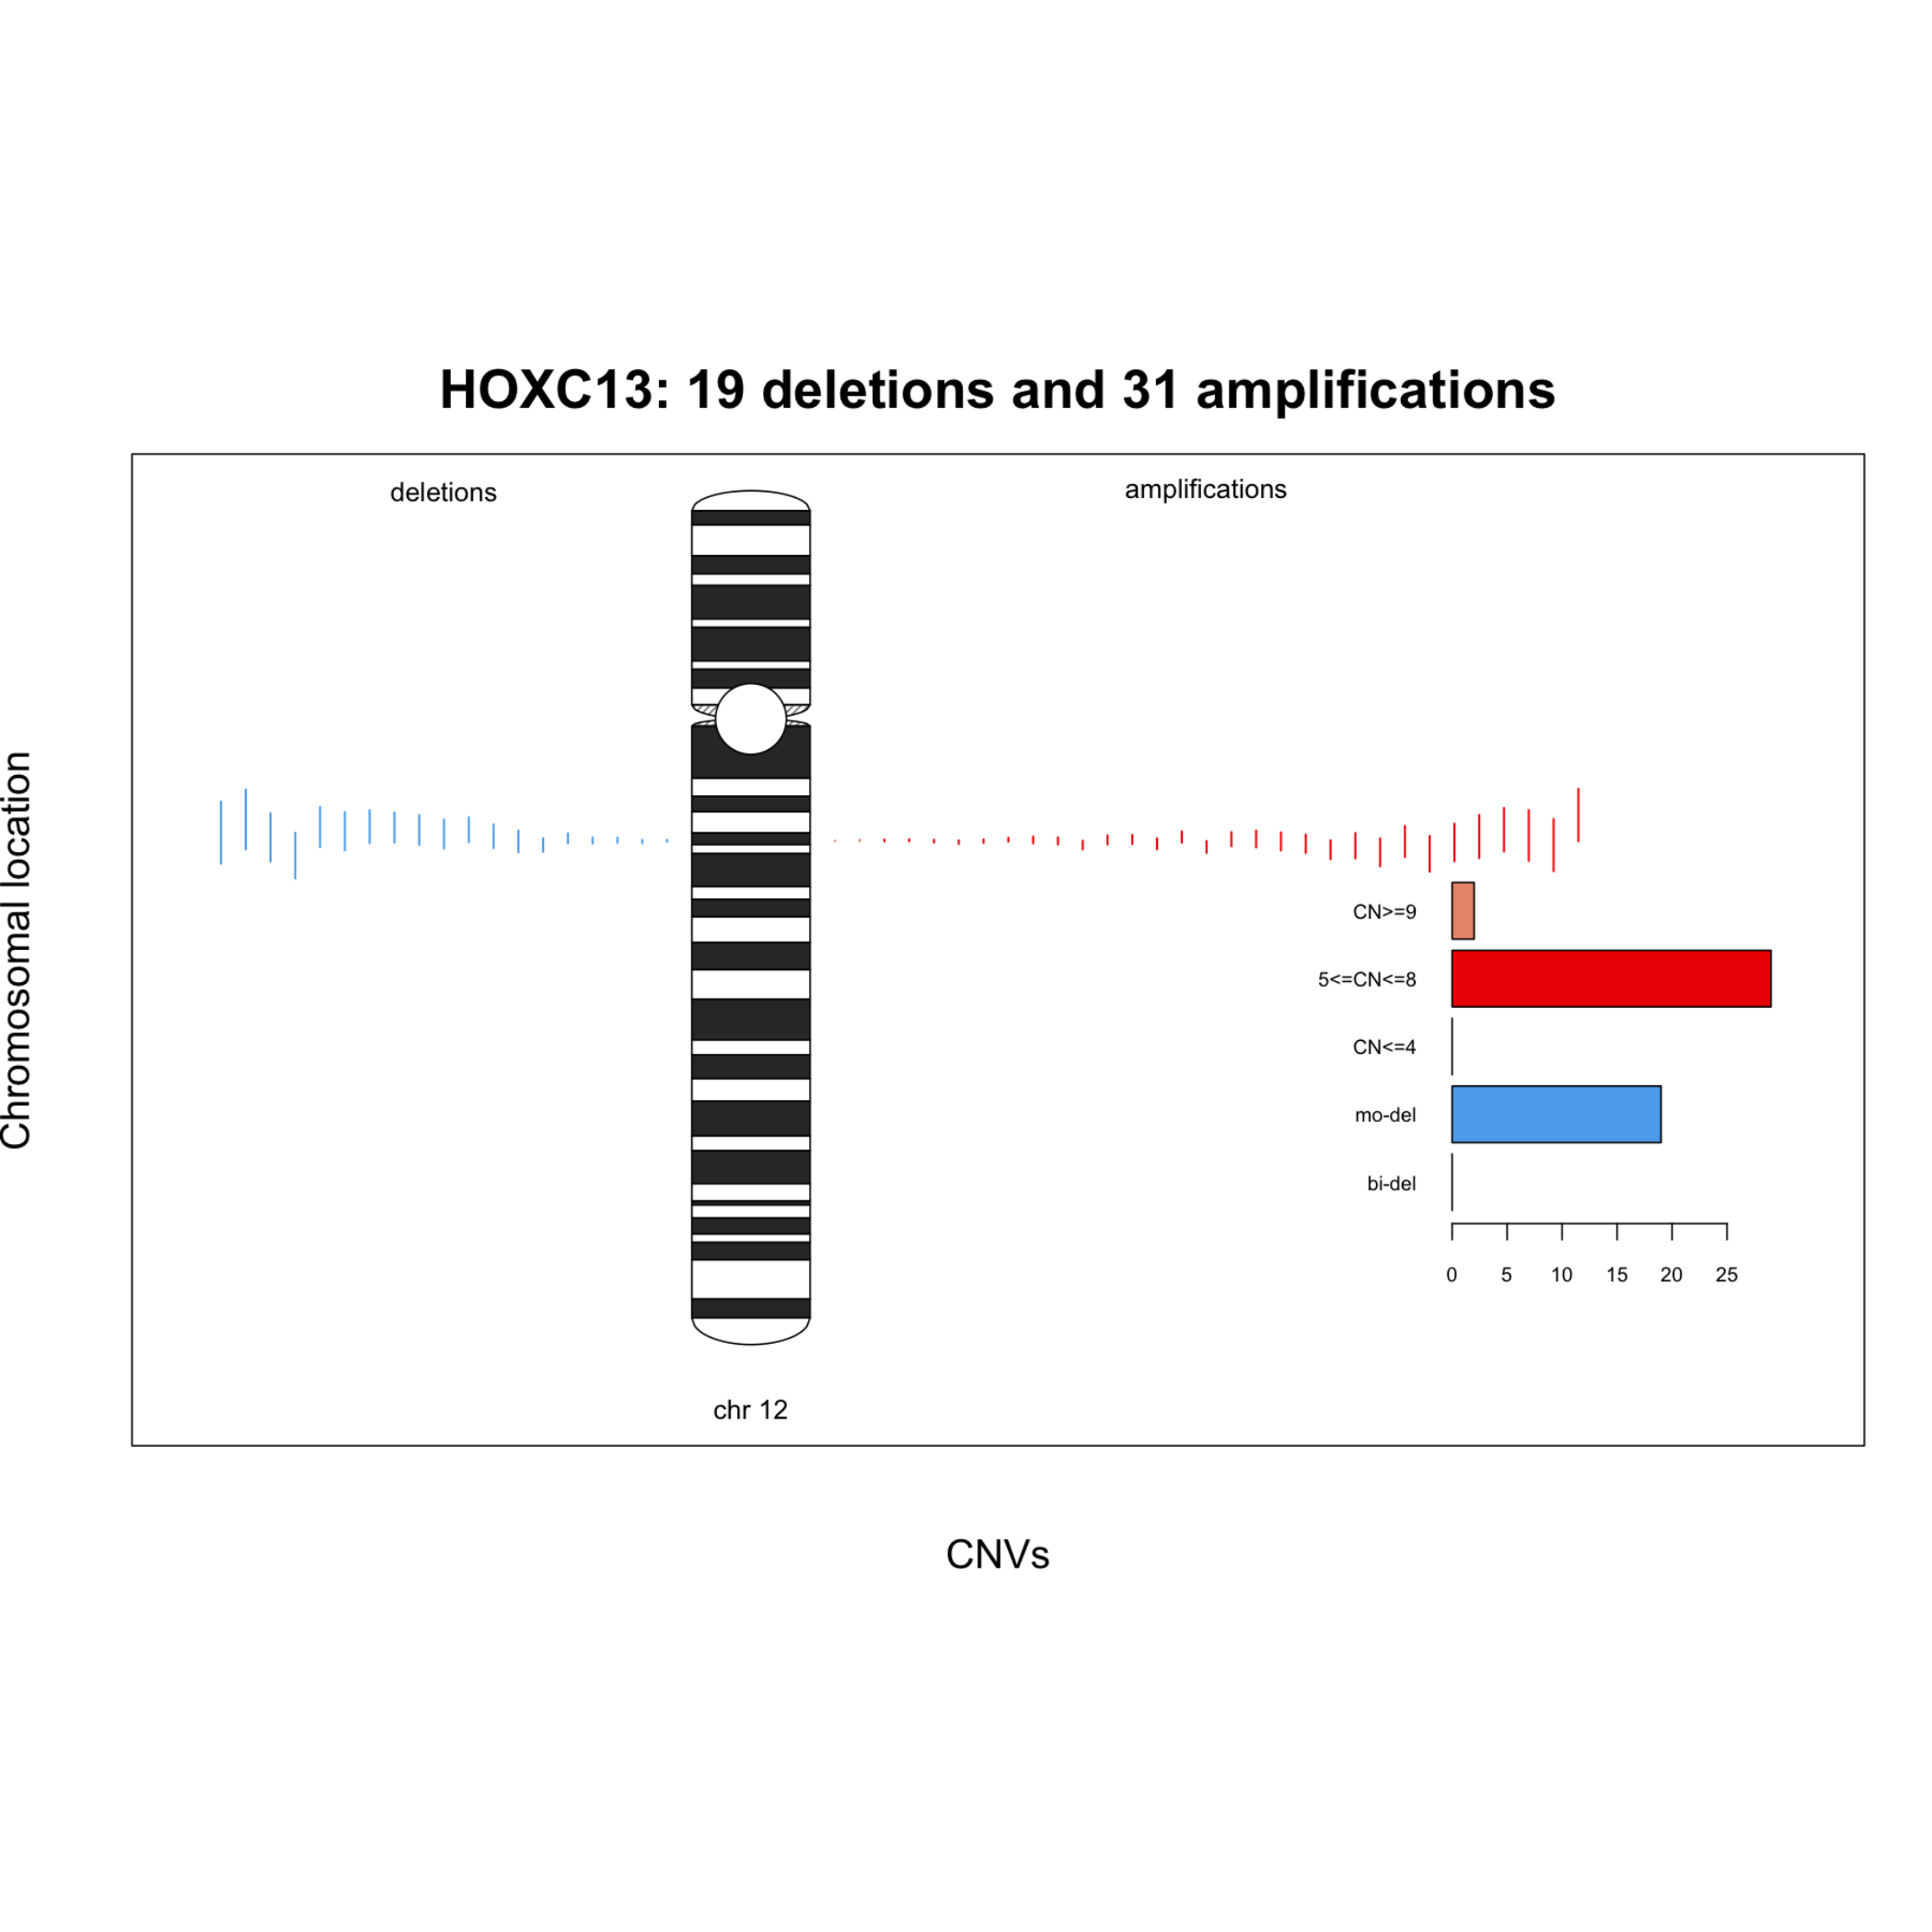 HOXC13: 19 deletions and 31 amplifications
deletions
amplifications
Chromosomal location
CN>=9
5<=CN<=8
CN<=4
mo-del
bi-del
0 5 10 15 20 25
chr 12
CNVs